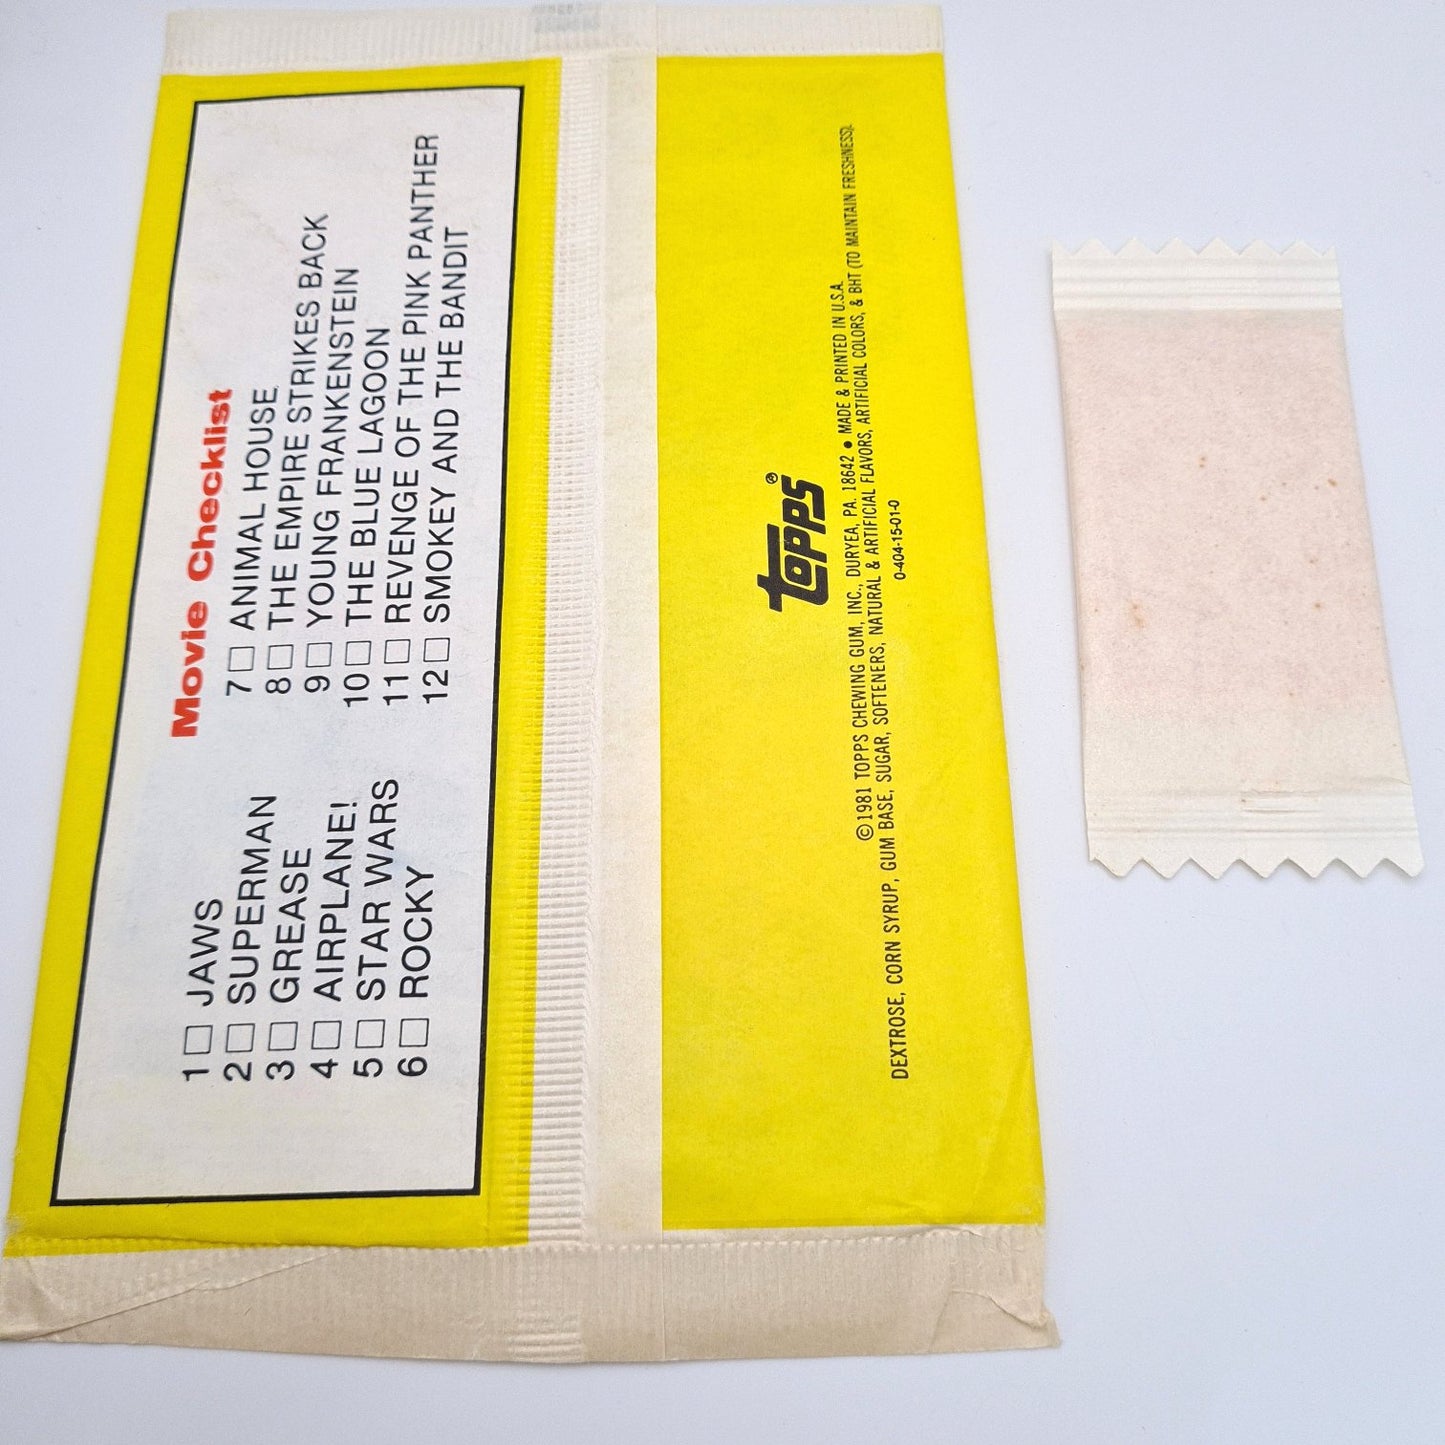 Movie Checklist
1 □ JAWS
2 □ SUPERMAN
3 □ GREASE
4 □ AIRPLANE!
5 □ STAR WARS
6 □ ROCKY
7 □ ANIMAL HOUSE
8 □ THE EMPIRE STRIKES BACK
9 □ YOUNG FRANKENSTEIN
10 □ THE BLUE LAGOON
11 □ REVENGE OF THE PINK PANTHER
12 □ SMOKEY AND THE BANDIT
topps®
©1981 TOPPS CHEWING GUM, INC., DURYEA, PA. 18642 • MADE & PRINTED IN U.S.A.
DEXTROSE, CORN SYRUP, GUM BASE, SUGAR, SOFTENERS, NATURAL & ARTIFICIAL FLAVORS, ARTIFICIAL COLORS, & BHT (TO MAINTAIN FRESHNESS).
0-404-15-01-0